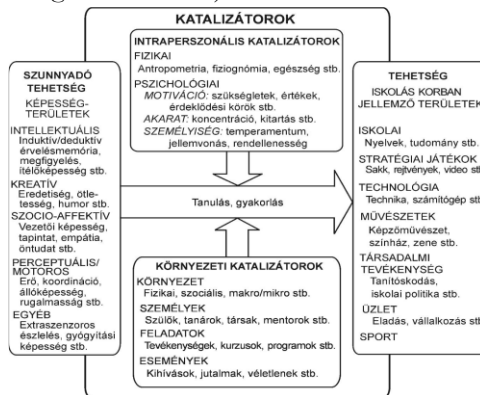 KATALIZÁTOROK
INTRAPERSZONÁLIS KATALIZÁTOROK
FIZIKAI
Antropometria, fiziognómia, egészség stb.
PSZICHOLÓGIAI
MOTIVÁCIÓ: szükségletek, értékek,
érdeklődési körök stb.
AKARAT: koncentráció, kitartás stb.
SZEMÉLYISÉG: temperamentum,
jellemvonás, rendellenesség
SZUNNYADÓ
TEHETSÉG
KÉPESSÉG-
TERÜLETEK
INTELLEKTUÁLIS
Induktív/deduktív
érvelésmemória,
megfigyelés,
ítélőképesség stb.
KREATÍV
Eredetiség, ötle-
tesség, humor stb.
SZOCIO-AFFEKTÍV
Vezetői képesség,
tapintat, empátia,
öntudat stb.
PERCEPTUÁLIS/
MOTOROS
Erő, koordináció,
állóképesség,
rugalmasság stb.
EGYÉB
Extraszenzoros
észlelés, gyógyítási
képesség stb.
Tanulás, gyakorlás
KÖRNYEZETI KATALIZÁTOROK
KÖRNYEZET
Fizikai, szociális, makro/mikro stb.
SZEMÉLYEK
Szülők, tanárok, társak, mentorok stb.
FELADATOK
Tevékenységek, kurzusok, programok stb.
ESEMÉNYEK
Kihívások, jutalmak, véletlenek stb.
TEHETSÉG
ISKOLÁS KORBAN
JELLEMZŐ TERÜLETEK
ISKOLAI
Nyelvek, tudomány stb.
STRATÉGIAI JÁTÉKOK
Sakk, rejtvények, video stb.
TECHNOLÓGIA
Technika, számítógép stb.
MŰVÉSZETEK
Képzőművészet,
színház, zene stb.
TÁRSADALMI
TEVÉKENYSÉG
Tanítóskodás,
iskolai politika stb.
ÜZLET
Eladás, vállalkozás stb.
SPORT